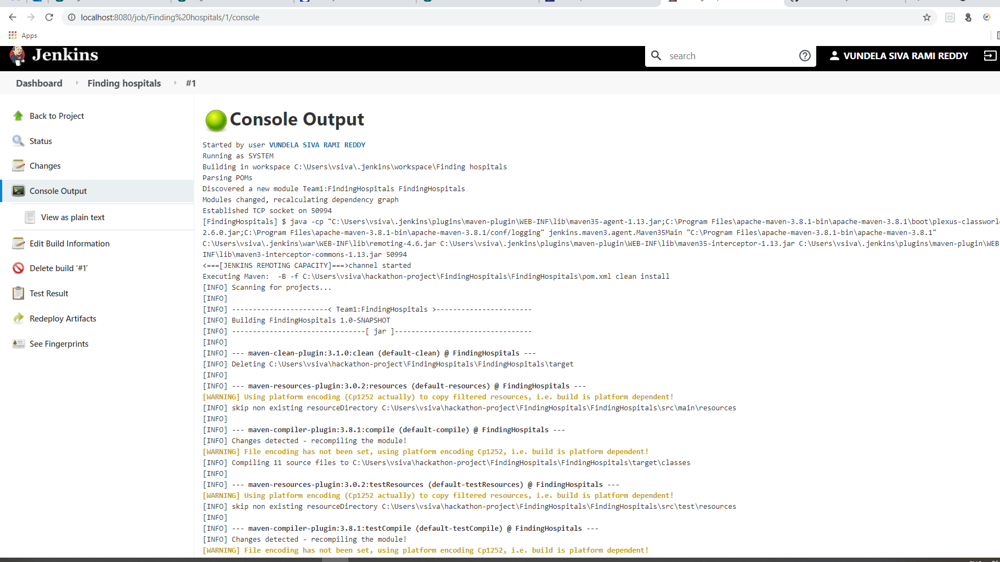 localhost:8080/job/Finding%20hospitals/1/console
Apps
Jenkins
search
VUNDELA SIVA RAMI REDDY
Dashboard
Finding hospitals
#1
Back to Project
Status
Changes
Console Output
View as plain text
Edit Build Information
Delete build '#1'
Test Result
Redeploy Artifacts
See Fingerprints
Console Output
Started by user VUNDELA SIVA RAMI REDDY
Running as SYSTEM
Building in workspace C:\Users\vsiva\.jenkins\workspace\Finding hospitals
Parsing POMs
Discovered a new module Team1:FindingHospitals FindingHospitals
Modules changed, recalculating dependency graph
Established TCP socket on 50994
[FindingHospitals] $ java -cp "C:\Users\vsiva\.jenkins\plugins\maven-plugin\WEB-INF\lib\maven35-agent-1.13.jar;C:\Program Files\apache-maven-3.8.1-bin\apache-maven-3.8.1\boot\plexus-classworl
2.6.0.jar;C:\Program Files\apache-maven-3.8.1-bin\apache-maven-3.8.1/conf/logging" jenkins.maven3.agent.Maven35Main "C:\Program Files\apache-maven-3.8.1-bin\apache-maven-3.8.1"
C:\Users\vsiva\.jenkins\war\WEB-INF\lib\remoting-4.6.jar C:\Users\vsiva\.jenkins\plugins\maven-plugin\WEB-INF\lib\maven35-interceptor-1.13.jar C:\Users\vsiva\.jenkins\plugins\maven-plugin\WEB-
INF\lib\maven3-interceptor-commons-1.13.jar 50994
<===[JENKINS REMOTING CAPACITY]===>channel started
Executing Maven:  -B -f C:\Users\vsiva\hackathon-project\FindingHospitals\FindingHospitals\pom.xml clean install
[INFO] Scanning for projects...
[INFO]
[INFO] -----------------------< Team1:FindingHospitals >-----------------------
[INFO] Building FindingHospitals 1.0-SNAPSHOT
[INFO] --------------------------------[ jar ]---------------------------------
[INFO]
[INFO] --- maven-clean-plugin:3.1.0:clean (default-clean) @ FindingHospitals ---
[INFO] Deleting C:\Users\vsiva\hackathon-project\FindingHospitals\FindingHospitals\target
[INFO]
[INFO] --- maven-resources-plugin:3.0.2:resources (default-resources) @ FindingHospitals ---
[WARNING] Using platform encoding (Cp1252 actually) to copy filtered resources, i.e. build is platform dependent!
[INFO] skip non existing resourceDirectory C:\Users\vsiva\hackathon-project\FindingHospitals\FindingHospitals\src\main\resources
[INFO]
[INFO] --- maven-compiler-plugin:3.8.1:compile (default-compile) @ FindingHospitals ---
[INFO] Changes detected - recompiling the module!
[WARNING] File encoding has not been set, using platform encoding Cp1252, i.e. build is platform dependent!
[INFO] Compiling 11 source files to C:\Users\vsiva\hackathon-project\FindingHospitals\FindingHospitals\target\classes
[INFO]
[INFO] --- maven-resources-plugin:3.0.2:testResources (default-testResources) @ FindingHospitals ---
[WARNING] Using platform encoding (Cp1252 actually) to copy filtered resources, i.e. build is platform dependent!
[INFO] skip non existing resourceDirectory C:\Users\vsiva\hackathon-project\FindingHospitals\FindingHospitals\src\test\resources
[INFO]
[INFO] --- maven-compiler-plugin:3.8.1:testCompile (default-testCompile) @ FindingHospitals ---
[INFO] Changes detected - recompiling the module!
[WARNING] File encoding has not been set, using platform encoding Cp1252, i.e. build is platform dependent!